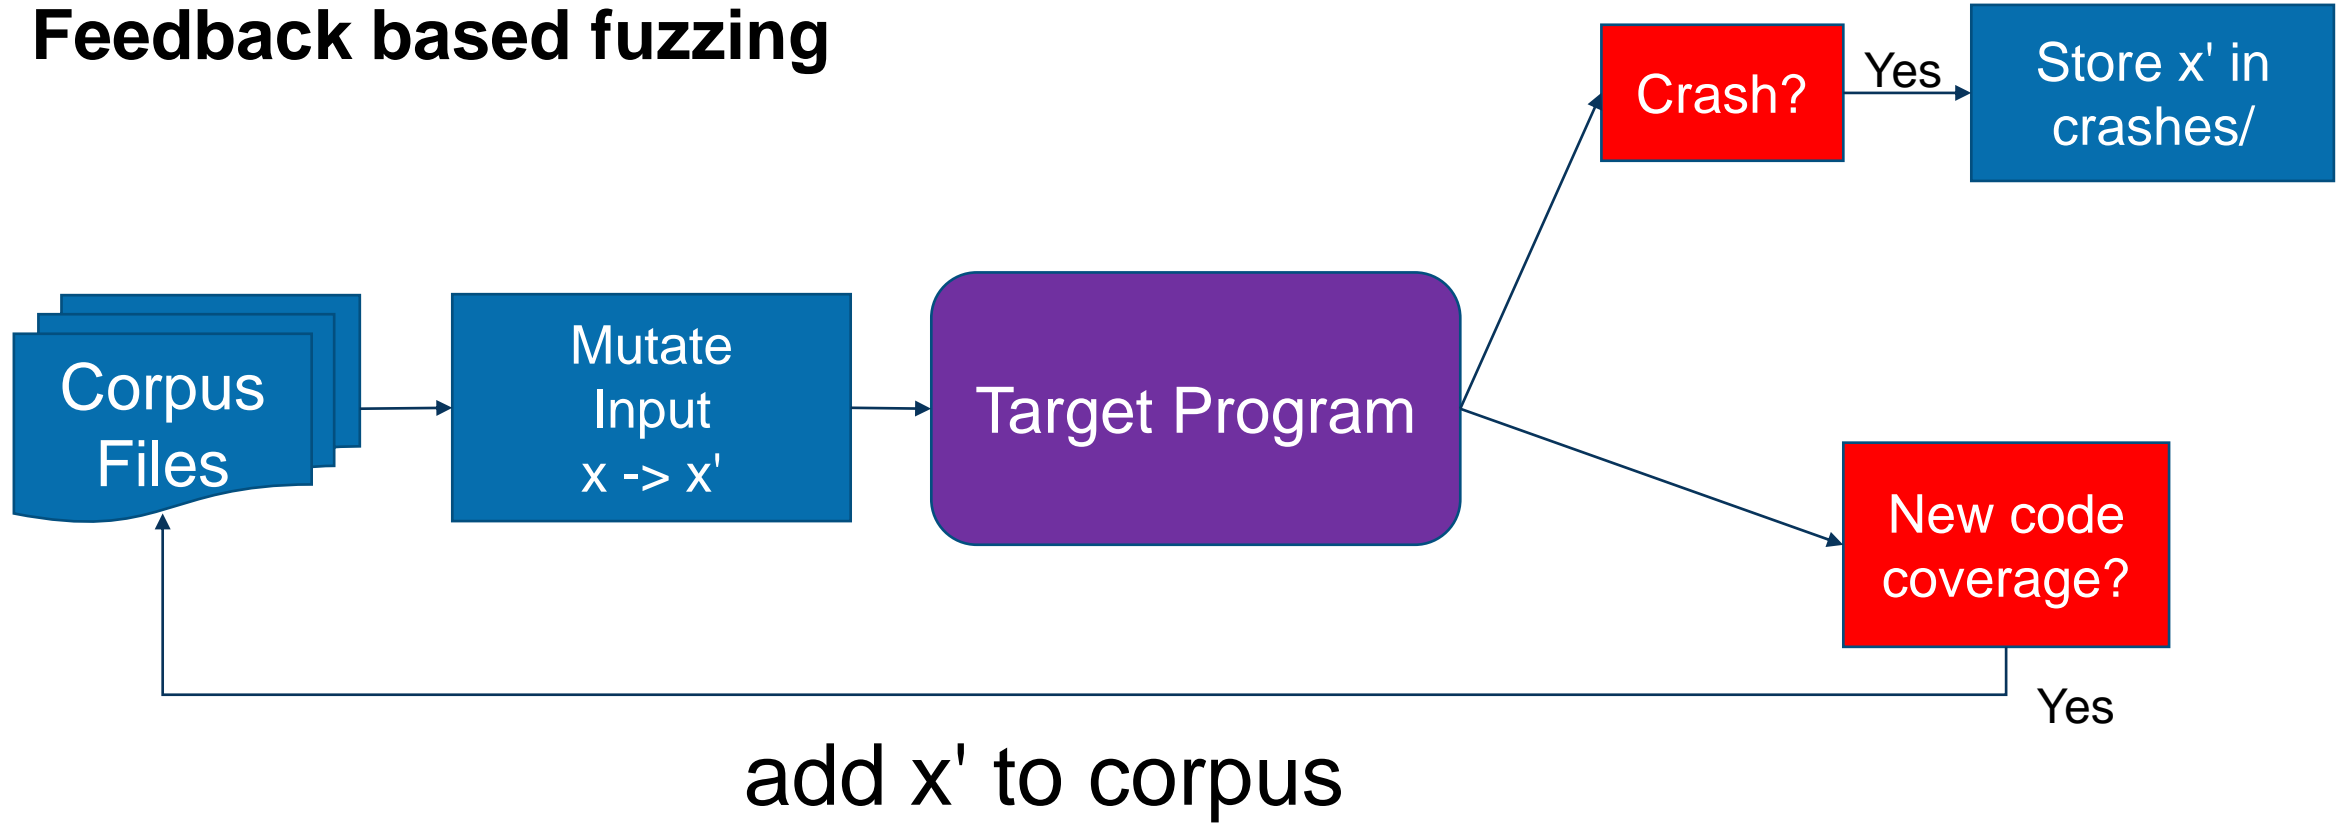 Feedback based fuzzing
Crash?
Yes
Store x' in
crashes/
Corpus
Files
Mutate
Input
x -> x'
Target Program
New code
coverage?
Yes
add x' to corpus